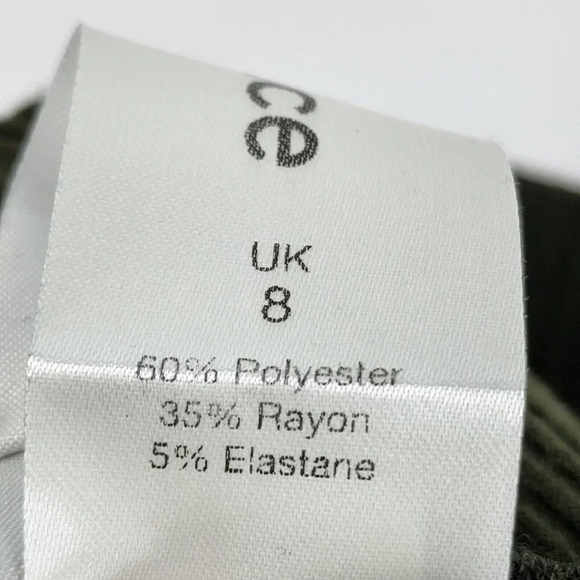 ce
UK
8
60% Polyester
35% Rayon
5% Elastane